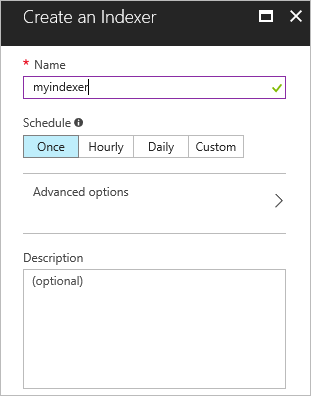 Create an Indexer
* Name
myindexer
Schedule
Once Hourly Daily Custom
Advanced options
Description
(optional)